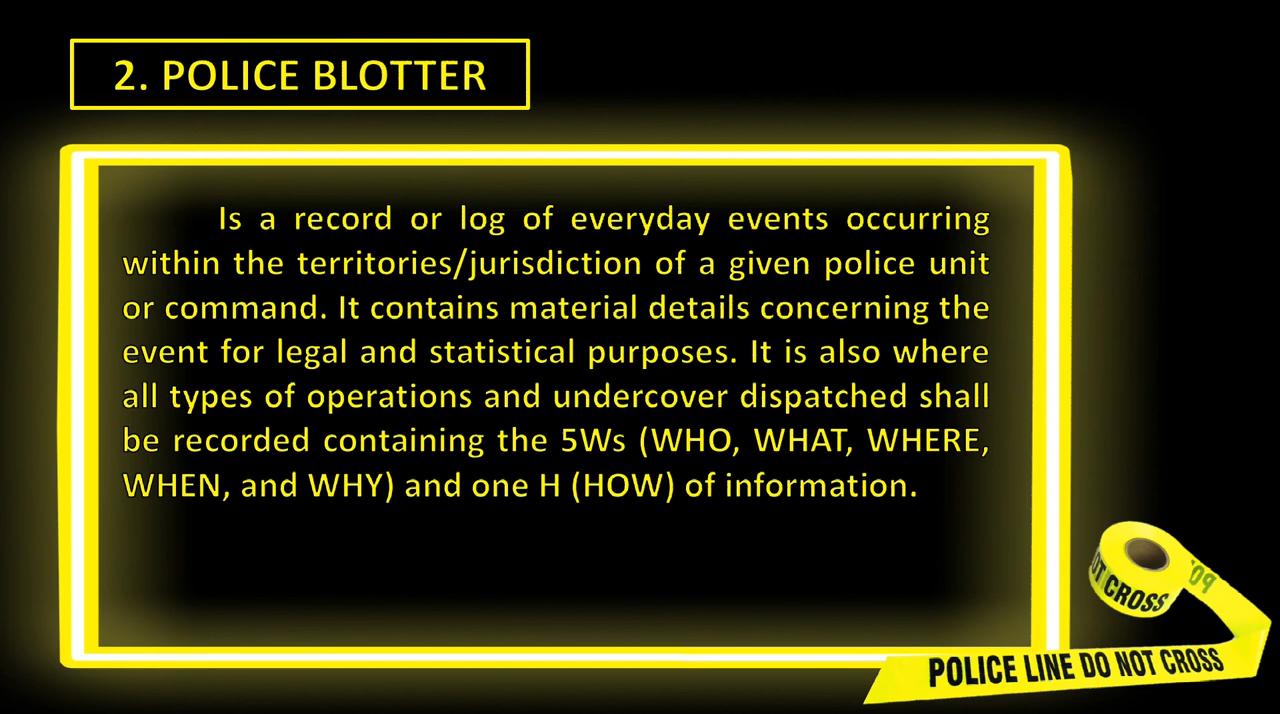 2. POLICE BLOTTER
Is a record or log of everyday events occurring
within the territories/jurisdiction of a given police unit
or command. It contains material details concerning the
event for legal and statistical purposes. It is also where
all types of operations and undercover dispatched shall
be recorded containing the 5Ws (WHO, WHAT, WHERE,
WHEN, and WHY) and one H (HOW) of information.
OT CROSS
PO
POLICE LINE DO NOT CROSS